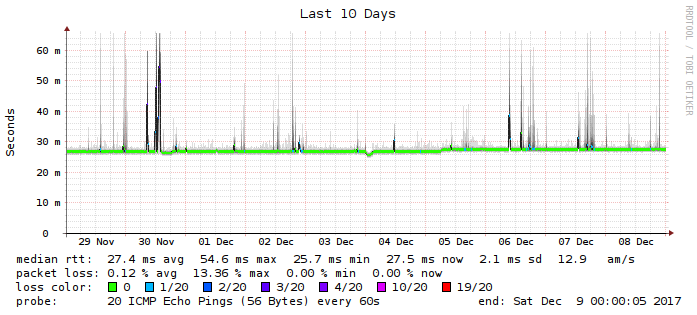 Last 10 Days
RRDTOOL / TOBI OETIKER
Seconds
60 m
50 m
40 m
30 m
20 m
10 m
0
29 Nov 30 Nov 01 Dec 02 Dec 03 Dec 04 Dec 05 Dec 06 Dec 07 Dec 08 Dec
median rtt: 27.4 ms avg 54.6 ms max 25.7 ms min 27.5 ms now 2.1 ms sd 12.9 am/s
packet loss: 0.12 % avg 13.36 % max 0.00 % min 0.00 % now
loss color: 0 1/20 2/20 3/20 4/20 10/20 19/20
probe: 20 ICMP Echo Pings (56 Bytes) every 60s end: Sat Dec 9 00:00:05 2017